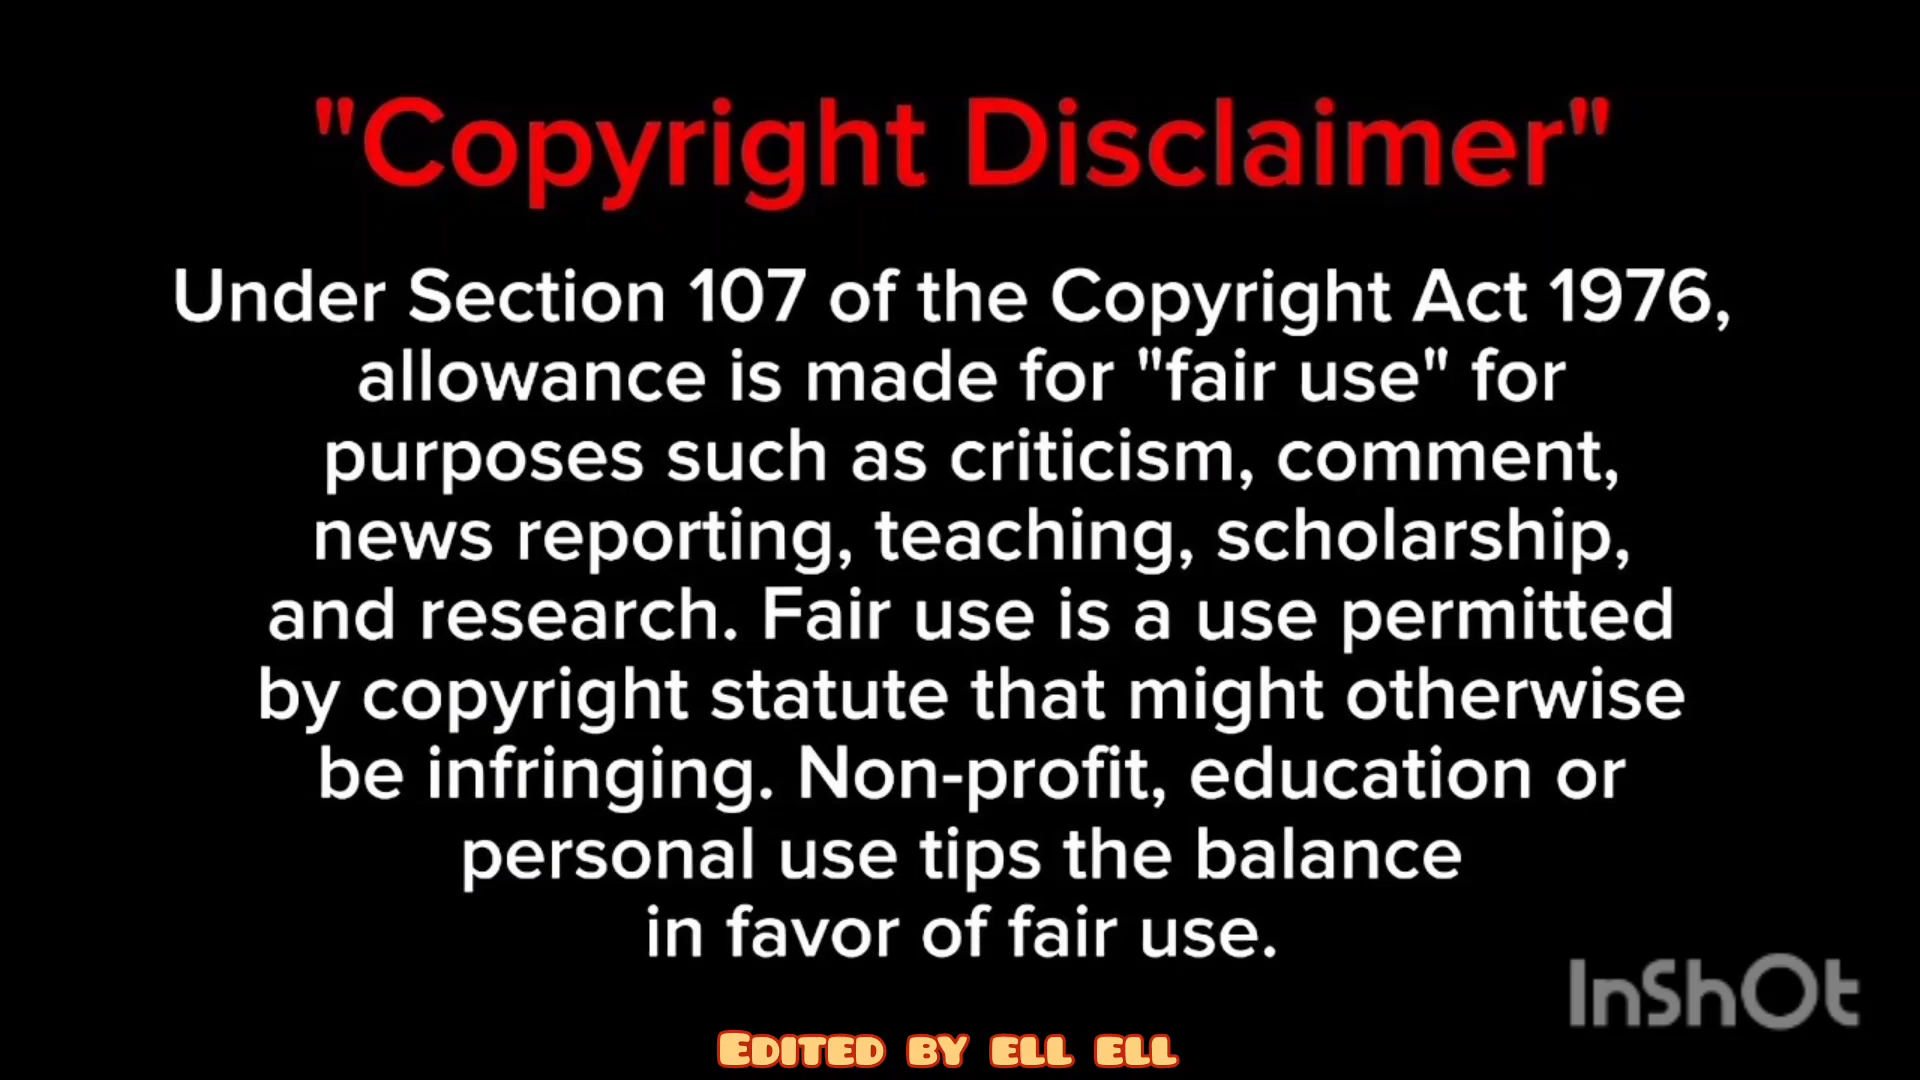 "Copyright Disclaimer"
Under Section 107 of the Copyright Act 1976,
allowance is made for "fair use" for
purposes such as criticism, comment,
news reporting, teaching, scholarship,
and research. Fair use is a use permitted
by copyright statute that might otherwise
be infringing. Non-profit, education or
personal use tips the balance
in favor of fair use.
InShOt
EDITED BY ELL ELL